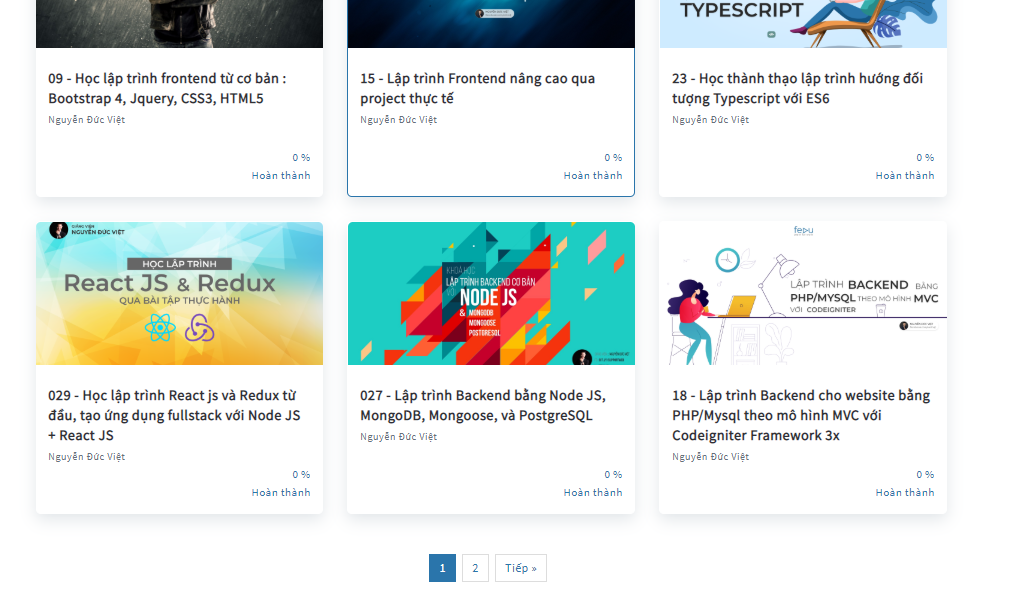 TYPESCRIPT
09 - Học lập trình frontend từ cơ bản :
Bootstrap 4, Jquery, CSS3, HTML5
Nguyễn Đức Việt
0 %
Hoàn thành
15 - Lập trình Frontend nâng cao qua
project thực tế
Nguyễn Đức Việt
0 %
Hoàn thành
23 - Học thành thạo lập trình hướng đối
tượng Typescript với ES6
Nguyễn Đức Việt
0 %
Hoàn thành
GIẢNG VIÊN
NGUYỄN ĐỨC VIỆT
HỌC LẬP TRÌNH
React JS & Redux
QUA BÀI TẬP THỰC HÀNH
029 - Học lập trình React js và Redux từ
đầu, tạo ứng dụng fullstack với Node JS
+ React JS
Nguyễn Đức Việt
0 %
Hoàn thành
KHOÁ HỌC
LẬP TRÌNH BACKEND CƠ BẢN
VỚI NODE JS
& MONGODB
MONGOOSE
POSTGRESQL
027 - Lập trình Backend bằng Node JS,
MongoDB, Mongoose, và PostgreSQL
Nguyễn Đức Việt
0 %
Hoàn thành
LẬP TRÌNH BACKEND BẰNG
PHP/MYSQL THEO MÔ HÌNH MVC
VỚI CODEIGNITER
18 - Lập trình Backend cho website bằng
PHP/Mysql theo mô hình MVC với
Codeigniter Framework 3x
Nguyễn Đức Việt
0 %
Hoàn thành
1 2 Tiếp »